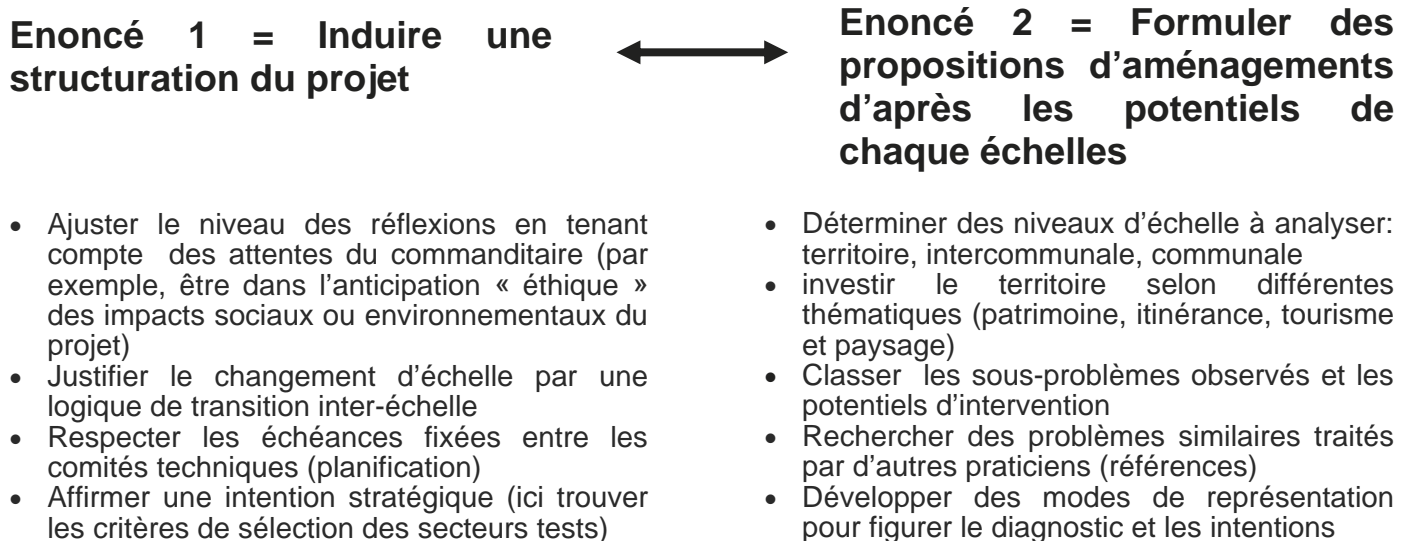 Enoncé 1 = Induire une
structuration du projet
Enoncé 2 = Formuler des
propositions d’aménagements
d’après les potentiels de
chaque échelles
• Ajuster le niveau des réflexions en tenant
compte des attentes du commanditaire (par
exemple, être dans l’anticipation « éthique »
des impacts sociaux ou environnementaux du
projet)
• Justifier le changement d’échelle par une
logique de transition inter-échelle
• Respecter les échéances fixées entre les
comités techniques (planification)
• Affirmer une intention stratégique (ici trouver
les critères de sélection des secteurs tests)
• Déterminer des niveaux d’échelle à analyser:
territoire, intercommunale, communale
• investir le territoire selon différentes
thématiques (patrimoine, itinérance, tourisme
et paysage)
• Classer les sous-problèmes observés et les
potentiels d’intervention
• Rechercher des problèmes similaires traités
par d’autres praticiens (références)
• Développer des modes de représentation
pour figurer le diagnostic et les intentions